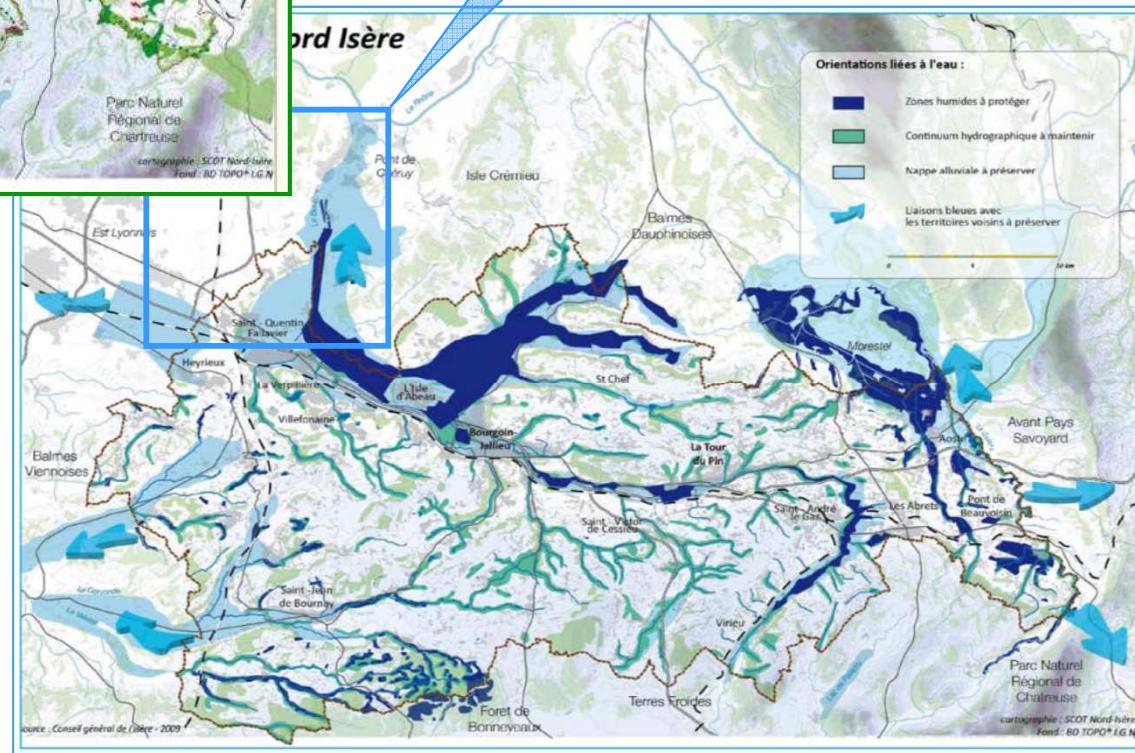 ord Isère
Parc Naturel
Régional de
Chartreuse
cartographie : SCOT Nord-Isère
Fond : BD TOPO® I.G.N
Orientations liées à l'eau :
Zones humides à protéger
Continuum hydrographique à maintenir
Nappe alluviale à préserver
Liaisons bleues avec
les territoires voisins à préserver
Le Rhône
Pont de
Chéruy
Isle Crémieu
Est Lyonnais
Balmes
Dauphinoises
Saint - Quentin
Fallavier
Heyrieux
La Verpillière
L'Isle
d'Abeau
St Chef
Morestel
Villefontaine
Bourgoin-
Jallieu
La Tour
du Pin
Aoste
Avant Pays
Savoyard
Balmes
Viennoises
Saint - André
le Gaz
Les Abrets
Pont de
Beauvoisin
Saint - Victor
de Cessieu
Saint - Jean
de Bournay
Virieu
Terres Froides
Foret de
Bonnevaux
Parc Naturel
Régional de
Chatreuse
ource : Conseil général de l'Isère - 2009
cartographie : SCOT Nord-Isère
Fond : BD TOPO® I.G.N